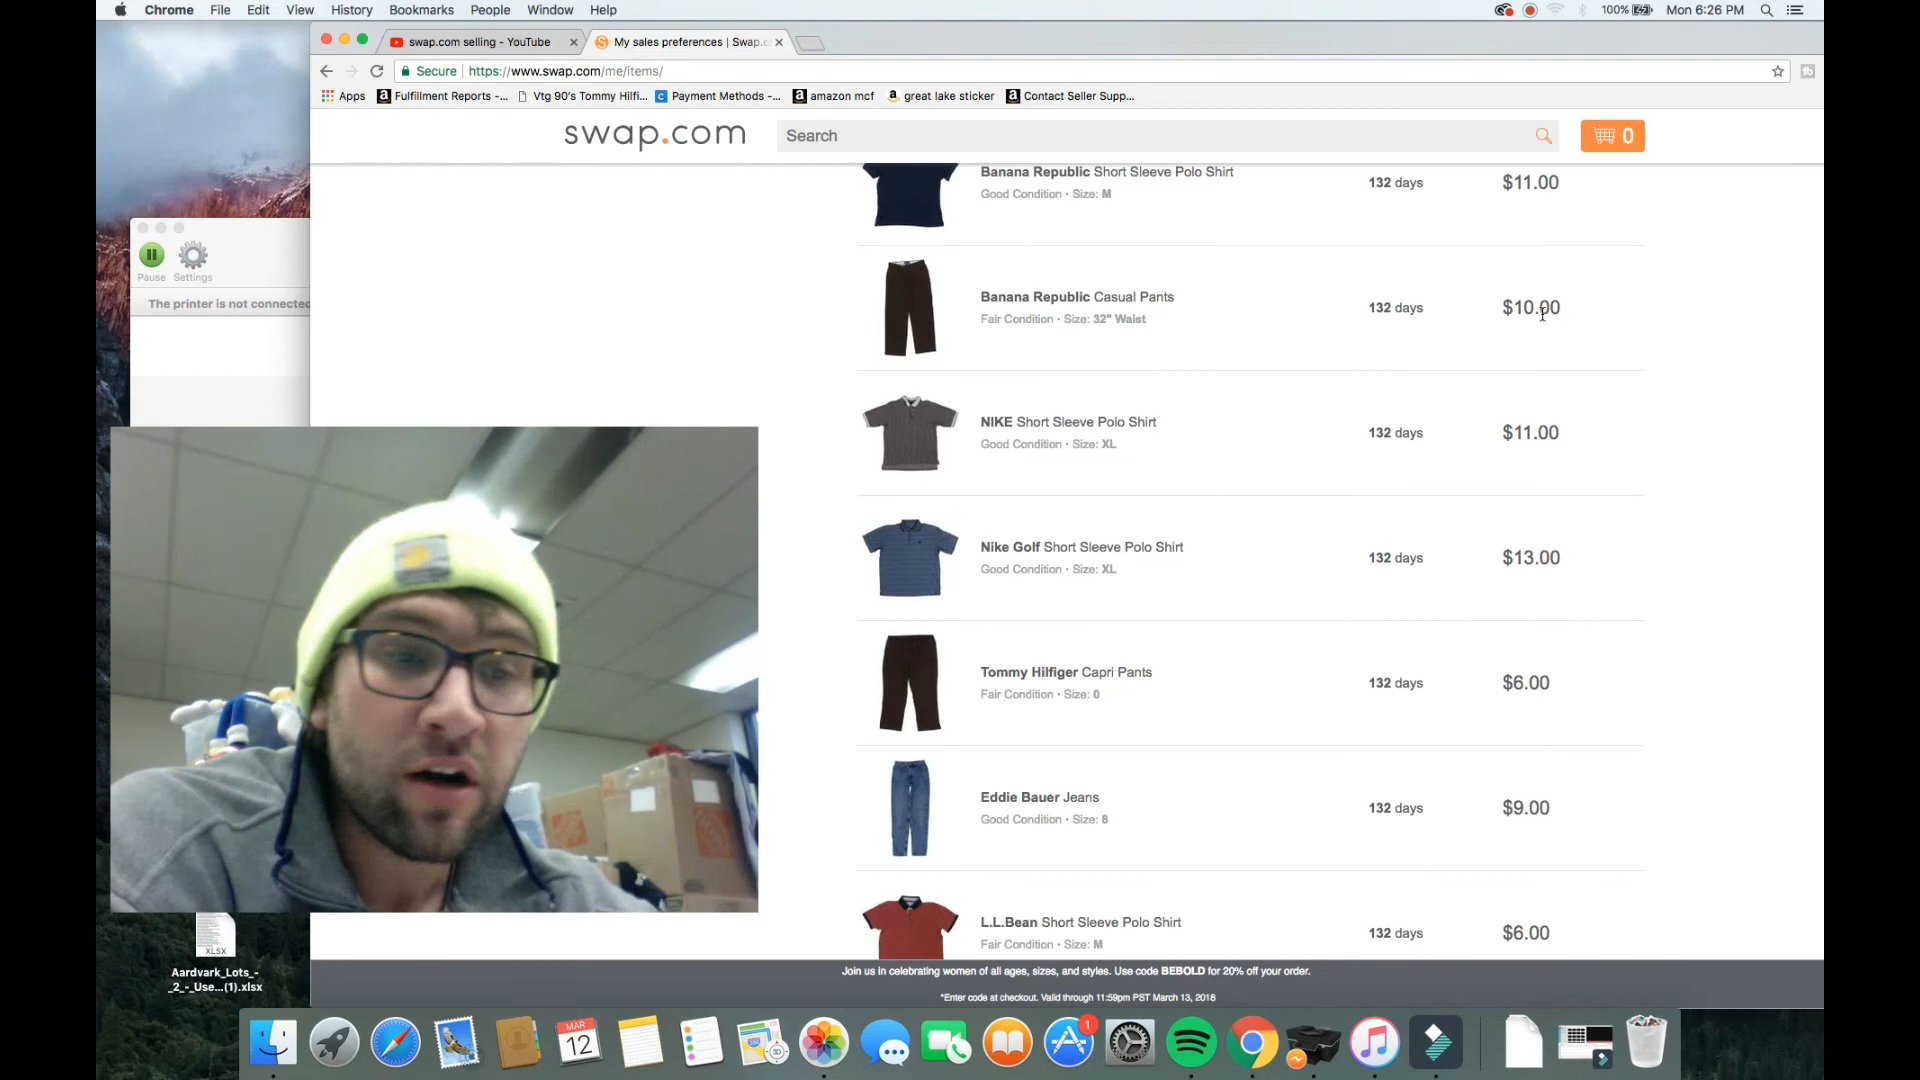 Chrome File Edit View History Bookmarks People Window Help 100% Mon 6:26 PM
swap.com selling - YouTube
My sales preferences | Swap.c
Secure https://www.swap.com/me/items/
Apps Fulfillment Reports -... Vtg 90's Tommy Hilfi... Payment Methods -... amazon mcf great lake sticker Contact Seller Supp...
swap.com Search 0
Banana Republic Short Sleeve Polo Shirt
Good Condition · Size: M
132 days $11.00
Pause Settings
The printer is not connected
Banana Republic Casual Pants
Fair Condition · Size: 32" Waist
132 days $10.00
NIKE Short Sleeve Polo Shirt
Good Condition · Size: XL
132 days $11.00
Nike Golf Short Sleeve Polo Shirt
Good Condition · Size: XL
132 days $13.00
Tommy Hilfiger Capri Pants
Fair Condition · Size: 0
132 days $6.00
Eddie Bauer Jeans
Good Condition · Size: 8
132 days $9.00
L.L.Bean Short Sleeve Polo Shirt
Fair Condition · Size: M
132 days $6.00
XLSX
Aardvark_Lots_-
_2_-_Use...(1).xlsx
Join us in celebrating women of all ages, sizes, and styles. Use code BEBOLD for 20% off your order.
*Enter code at checkout. Valid through 11:59pm PST March 13, 2018
MAR
12
3D
1